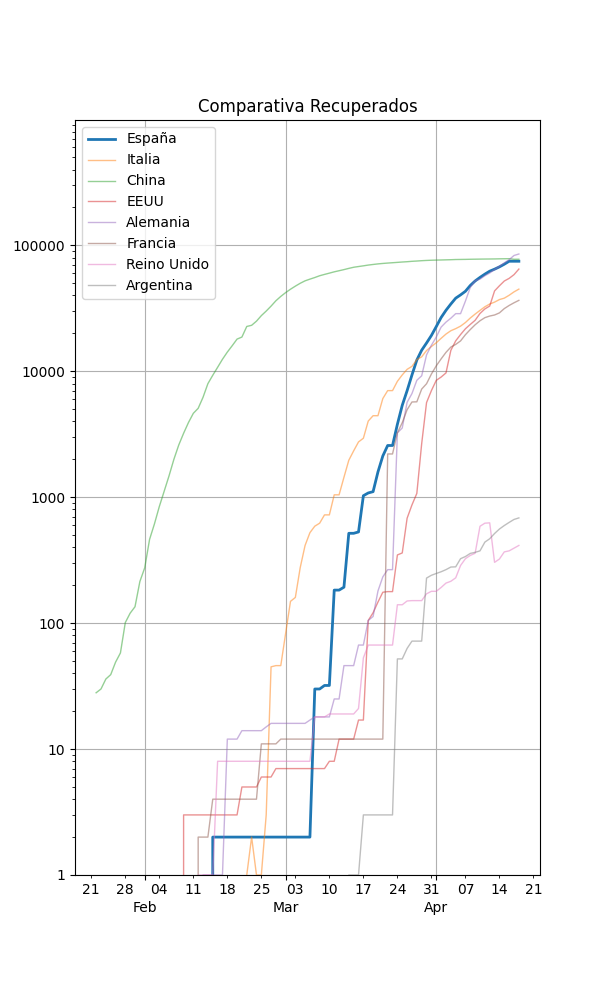 Comparativa Recuperados
España
Italia
China
EEUU
Alemania
Francia
Reino Unido
Argentina
100000
10000
1000
100
10
1
21 28 04 11 18 25 03 10 17 24 31 07 14 21
Feb Mar Apr